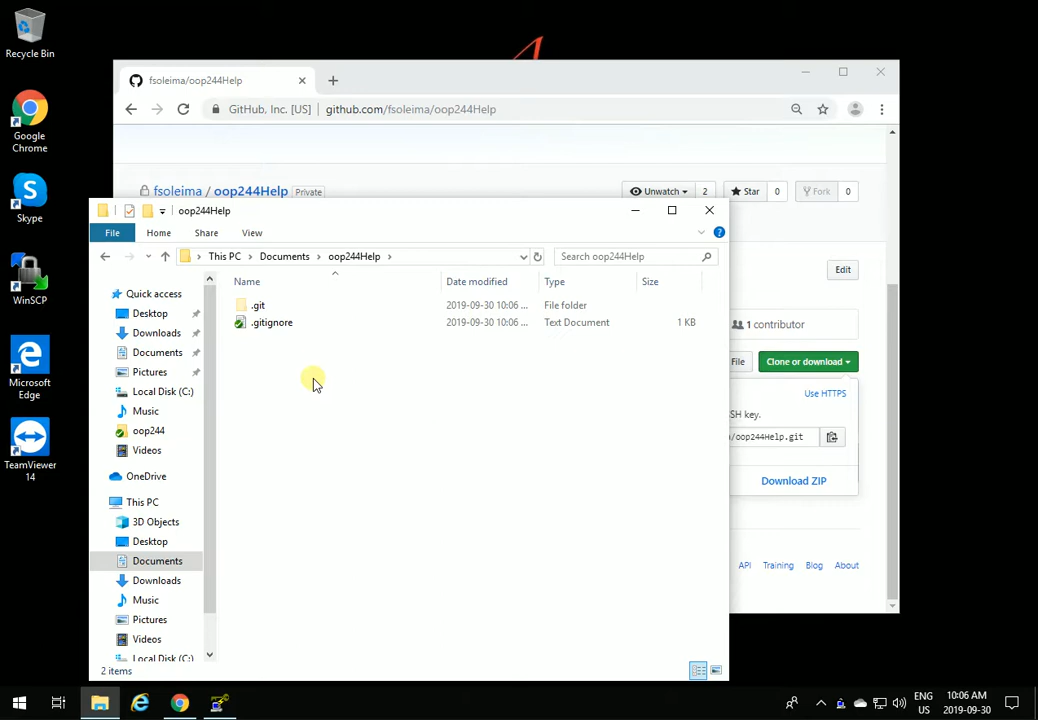 Recycle Bin
Google
Chrome
Skype
WinSCP
Microsoft
Edge
TeamViewer
14
fsoleima/oop244Help
GitHub, Inc. [US]
github.com/fsoleima/oop244Help
fsoleima / oop244Help Private
Unwatch 2
Star 0
Fork 0
Edit
1 contributor
File
Clone or download
Use HTTPS
SH key.
/oop244Help.git
Download ZIP
API Training Blog About
oop244Help
File Home Share View
This PC > Documents > oop244Help >
Search oop244Help
Name Date modified Type Size
.git 2019-09-30 10:06 ... File folder
.gitignore 2019-09-30 10:06 ... Text Document 1 KB
Quick access
Desktop
Downloads
Documents
Pictures
Local Disk (C:)
Music
oop244
Videos
OneDrive
This PC
3D Objects
Desktop
Documents
Downloads
Music
Pictures
Videos
Local Disk (C:)
2 items
ENG
US
10:06 AM
2019-09-30